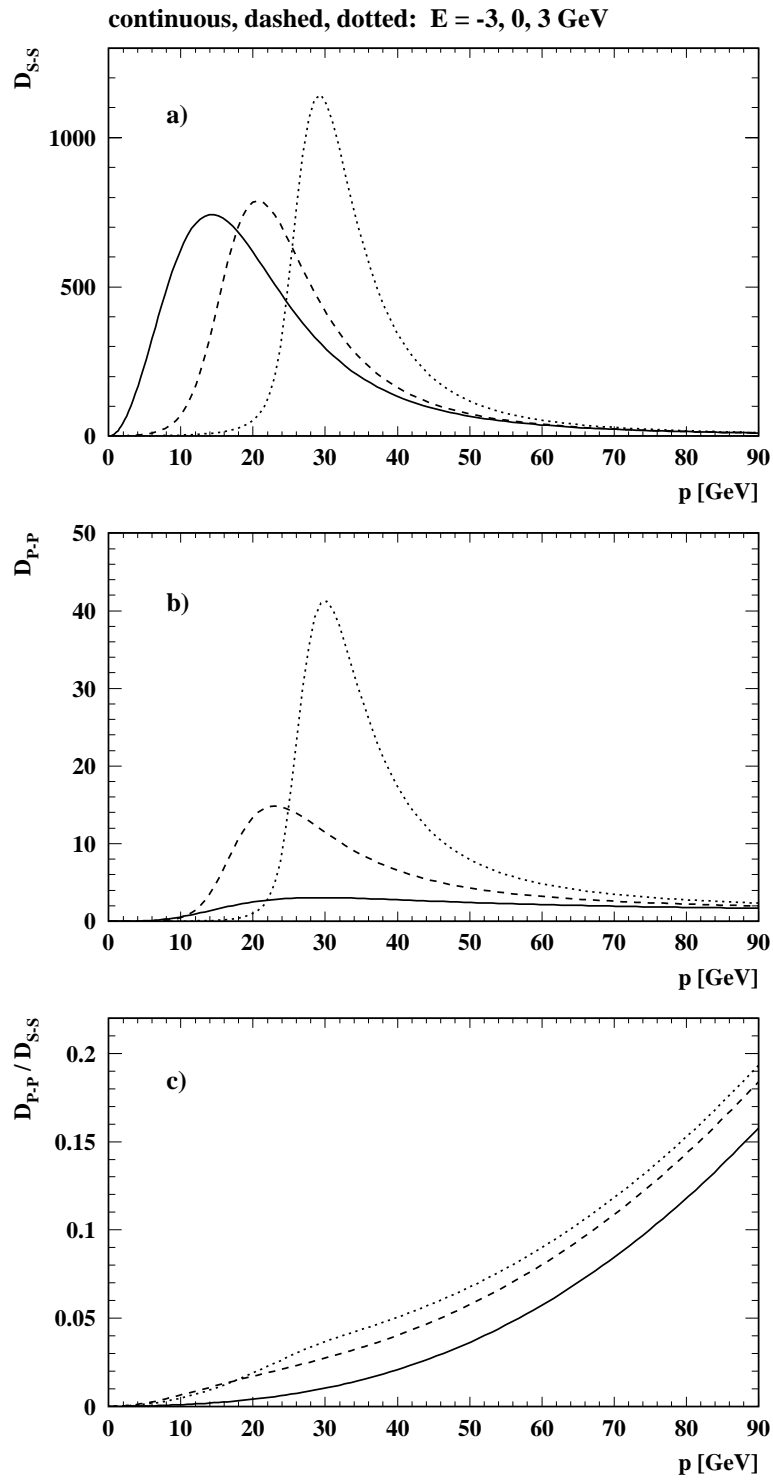 continuous, dashed, dotted: E = -3, 0, 3 GeV
D_S-S
a)
1000
500
0
0 10 20 30 40 50 60 70 80 90
p [GeV]
D_P-P
b)
50
40
30
20
10
0
0 10 20 30 40 50 60 70 80 90
p [GeV]
D_P-P / D_S-S
c)
0.2
0.15
0.1
0.05
0
0 10 20 30 40 50 60 70 80 90
p [GeV]